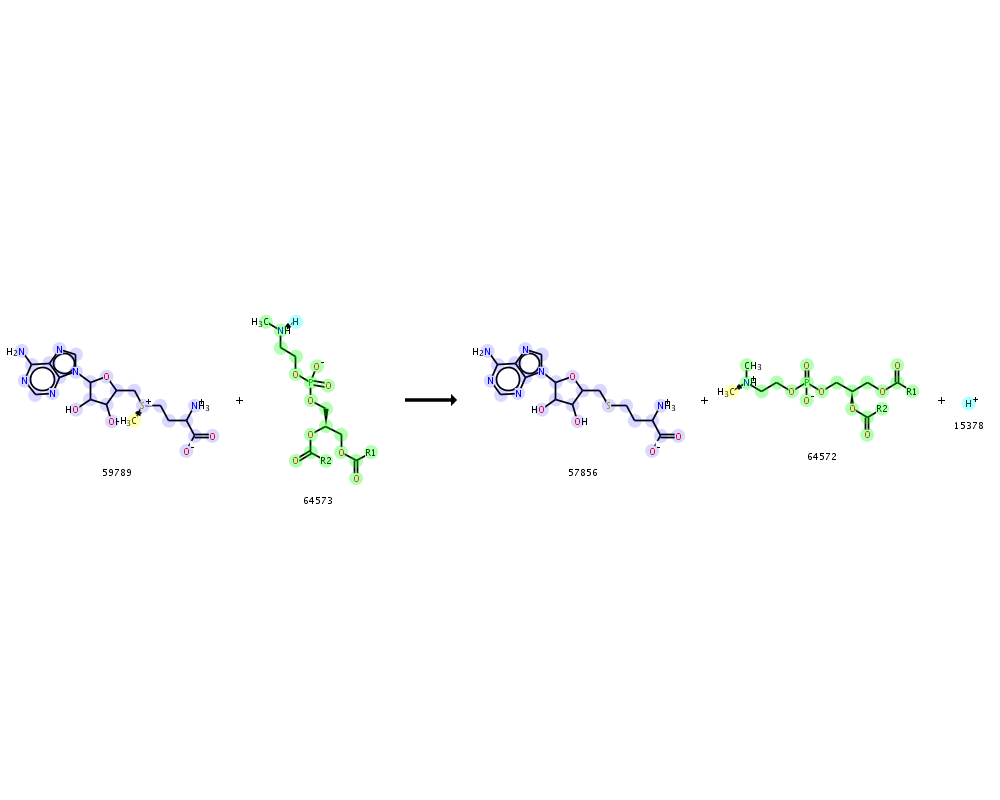 H3C NH H
O-
O P O
O
H2N N N N N N O S+ NH3+ + HO OH H3C O O-
O R2 O R1 O O
59789
64573
H2N N N N N N O S NH3+ HO OH O O-
57856
+
CH3 H3C NH+ O P O O O- O O R1 O R2 O
64572
+
H+
15378